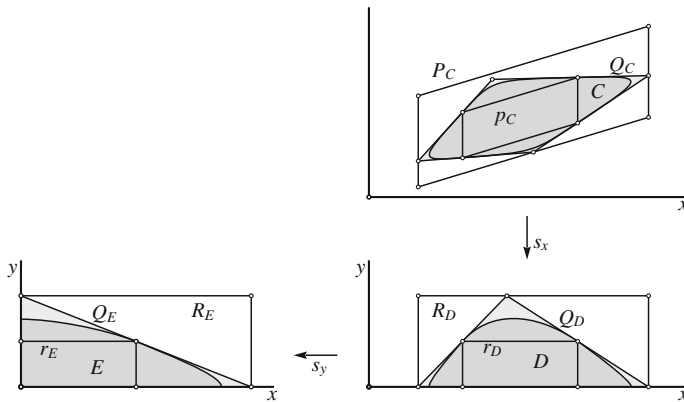 P_C
Q_C
C
p_C
x
s_x
y
y
Q_E
R_E
R_D
Q_D
r_E
r_D
E
D
s_y
x
x